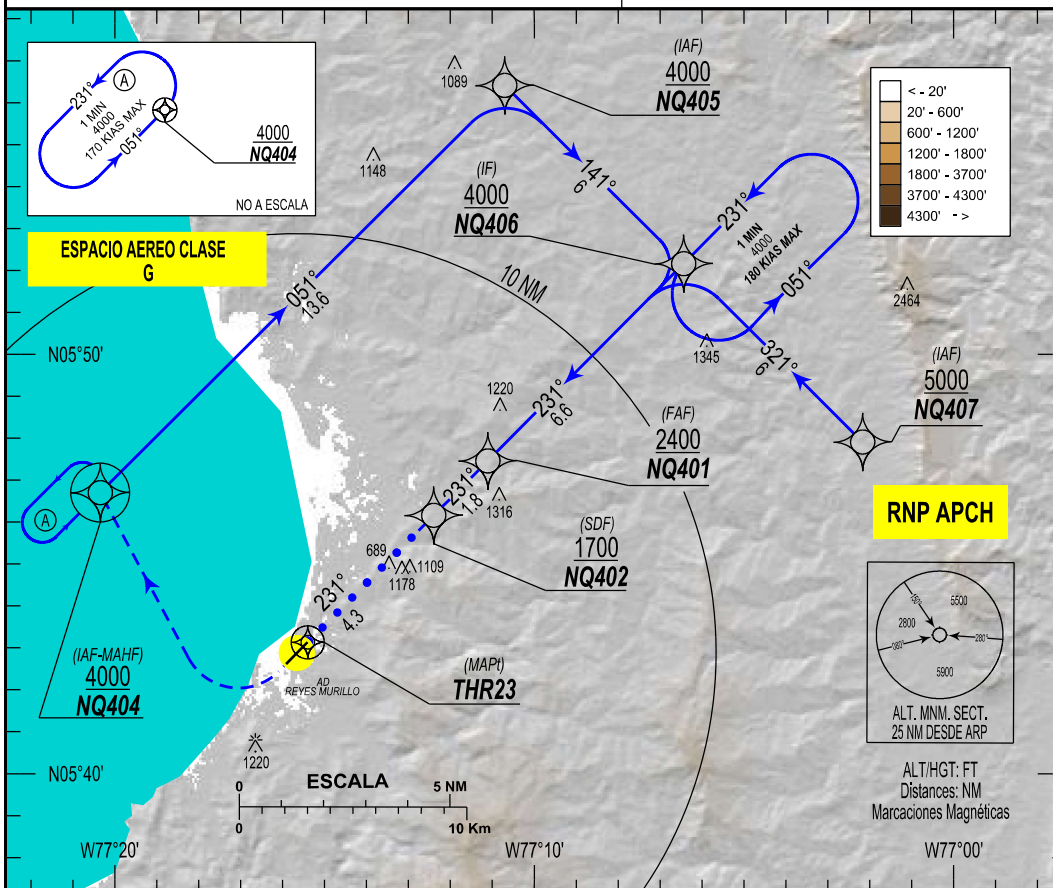 231°
A
1 MIN
4000
170 KIAS MAX
051°
4000
NQ404
NO A ESCALA
ESPACIO AEREO CLASE
G
1089
(IAF)
4000
NQ405
< - 20'
20' - 600'
600' - 1200'
1200' - 1800'
1800' - 3700'
3700' - 4300'
4300' - >
1148
141°
6
(IF)
4000
NQ406
231°
1 MIN
4000
180 KIAS MAX
051°
10 NM
051°
13.6
2464
N05°50'
1345
321°
6
(IAF)
5000
NQ407
1220
231°
6.6
(FAF)
2400
NQ401
231°
1.8
1316
RNP APCH
A
(SDF)
1700
NQ402
689
1178
1109
231°
4.3
150°
5500
2800
080°
280°
5900
ALT. MNM. SECT.
25 NM DESDE ARP
(IAF-MAHF)
4000
NQ404
AD
REYES MURILLO
(MAPt)
THR23
1220
N05°40'
ESCALA
0
5 NM
0
10 Km
ALT/HGT: FT
Distances: NM
Marcaciones Magnéticas
W77°20'
W77°10'
W77°00'